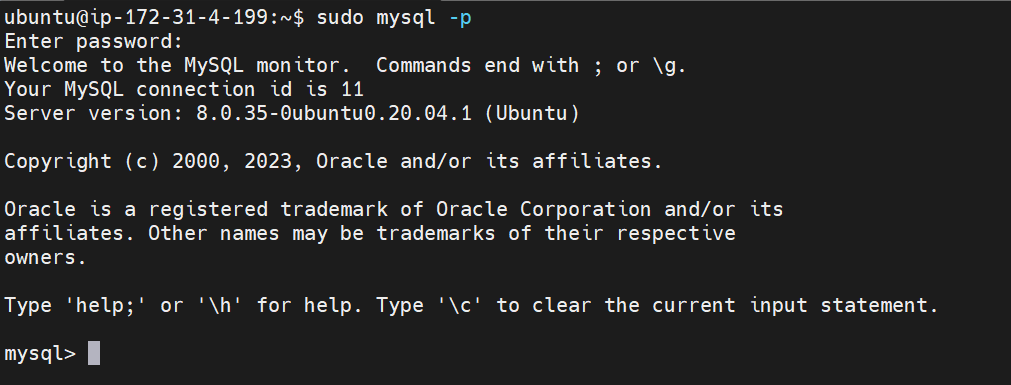 ubuntu@ip-172-31-4-199:~$ sudo mysql -p
Enter password:
Welcome to the MySQL monitor.  Commands end with ; or \g.
Your MySQL connection id is 11
Server version: 8.0.35-0ubuntu0.20.04.1 (Ubuntu)
Copyright (c) 2000, 2023, Oracle and/or its affiliates.
Oracle is a registered trademark of Oracle Corporation and/or its
affiliates. Other names may be trademarks of their respective
owners.
Type 'help;' or '\h' for help. Type '\c' to clear the current input statement.
mysql>